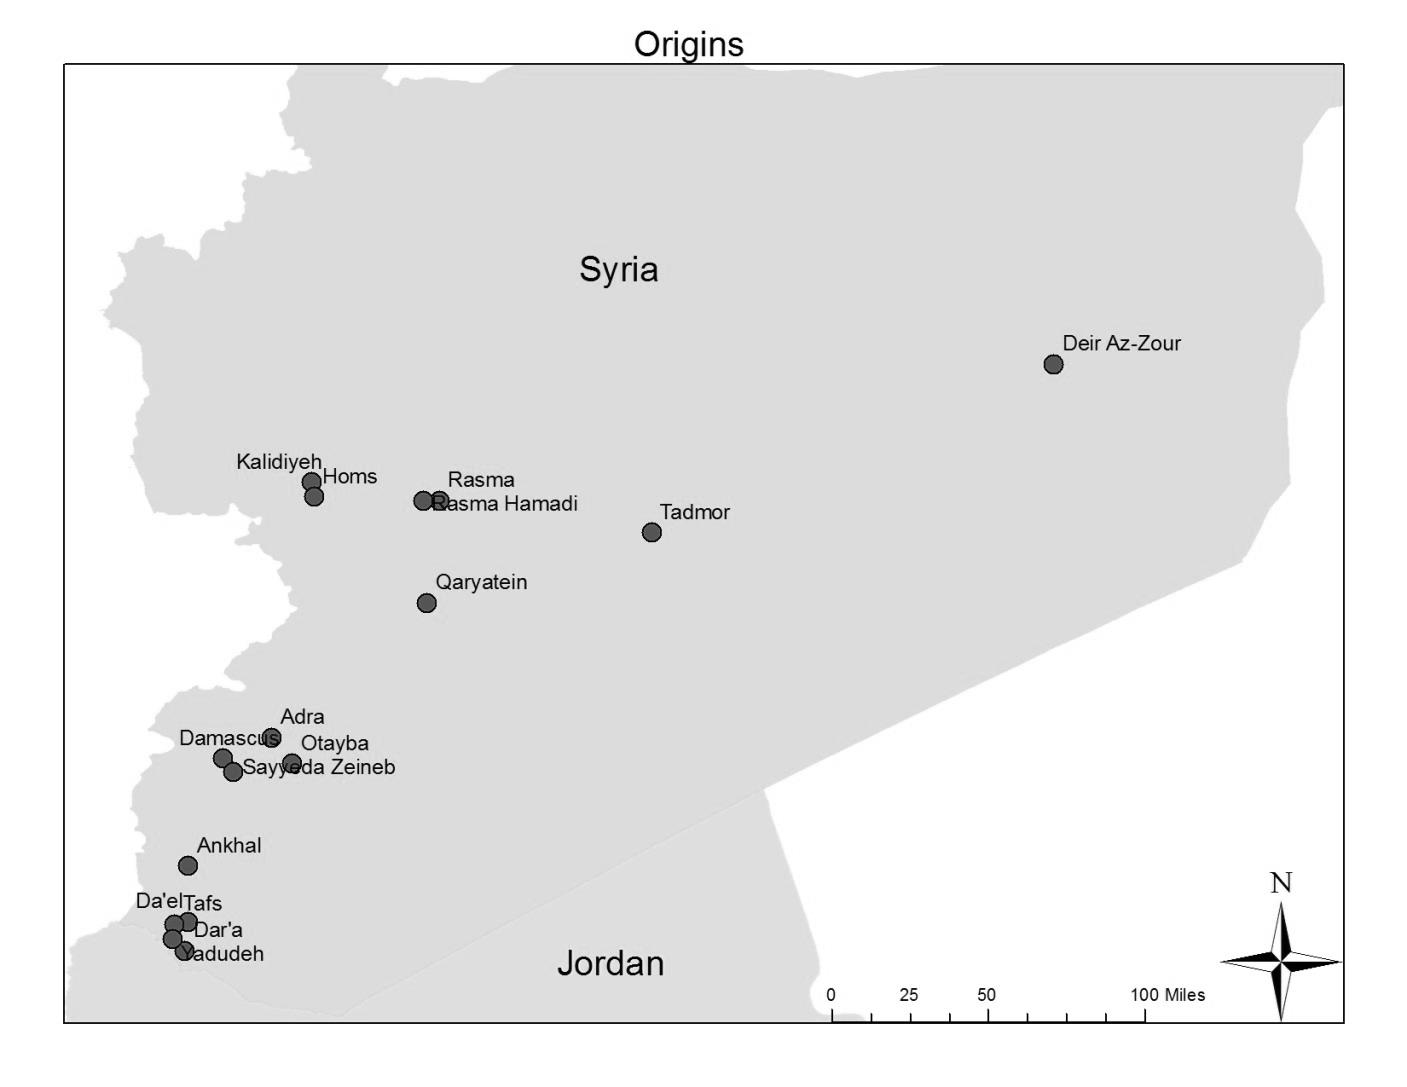 Origins
Syria
Deir Az-Zour
Kalidiyeh
Homs
Rasma
Rasma Hamadi
Tadmor
Qaryatein
Adra
Damascus
Otayba
Sayyeda Zeineb
Ankhal
Da'el
Tafs
Dar'a
Yadudeh
Jordan
N
0 25 50 100 Miles